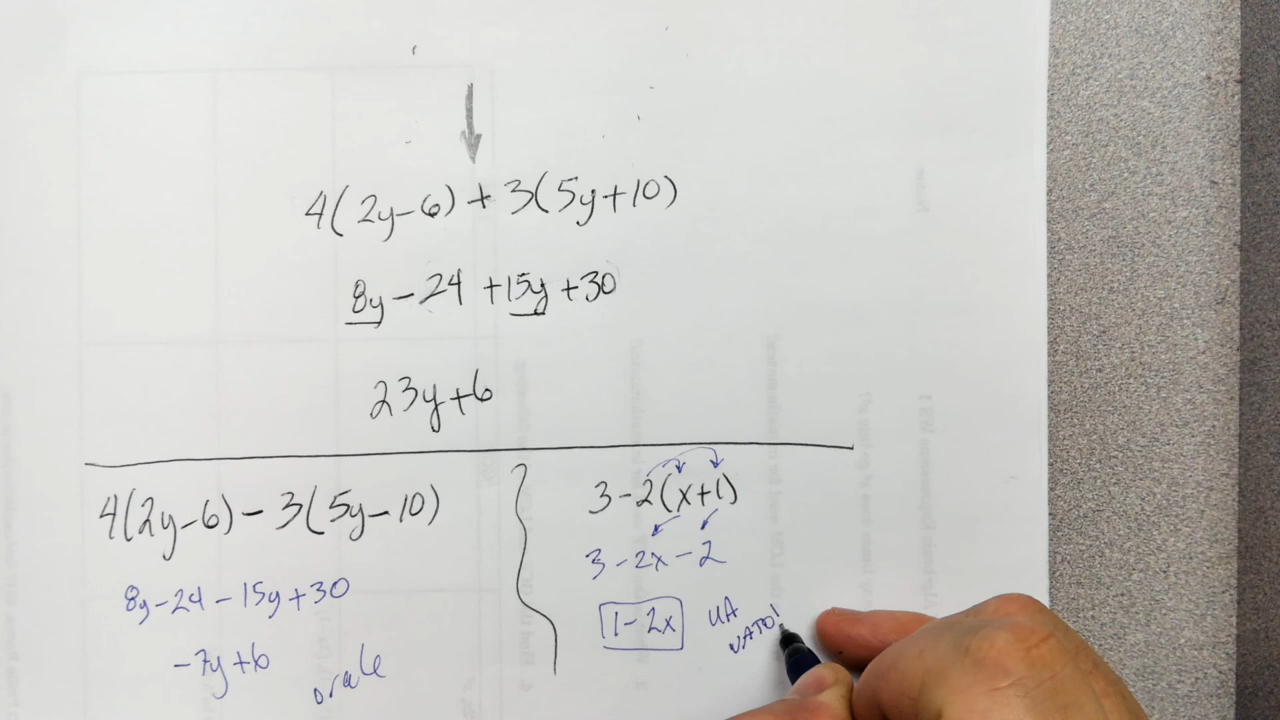 4(2y-6) + 3(5y+10)
8y - 24 + 15y + 30
23y+6
4(2y-6) - 3(5y-10)
8y-24 - 15y + 30
-7y+6
orale
3-2(x+1)
3-2x-2
1-2x
VATO!